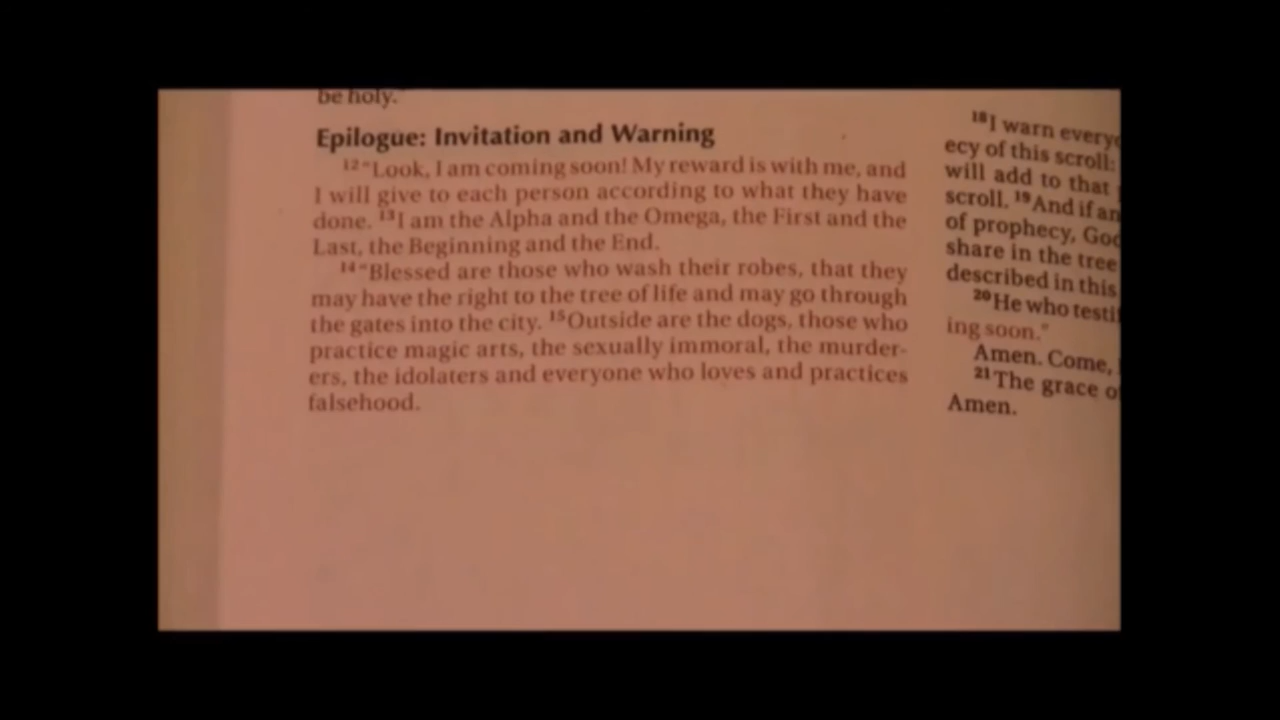 be holy."
Epilogue: Invitation and Warning
12"Look, I am coming soon! My reward is with me, and
I will give to each person according to what they have
done. 13I am the Alpha and the Omega, the First and the
Last, the Beginning and the End.
14"Blessed are those who wash their robes, that they
may have the right to the tree of life and may go through
the gates into the city. 15Outside are the dogs, those who
practice magic arts, the sexually immoral, the murder-
ers, the idolaters and everyone who loves and practices
falsehood.
18I warn
ecy of this scroll:
will add to that
scroll. 19And if
of prophecy,
share in the tree
described in this
20He who
ing soon."
Amen. Come,
21The grace
Amen.